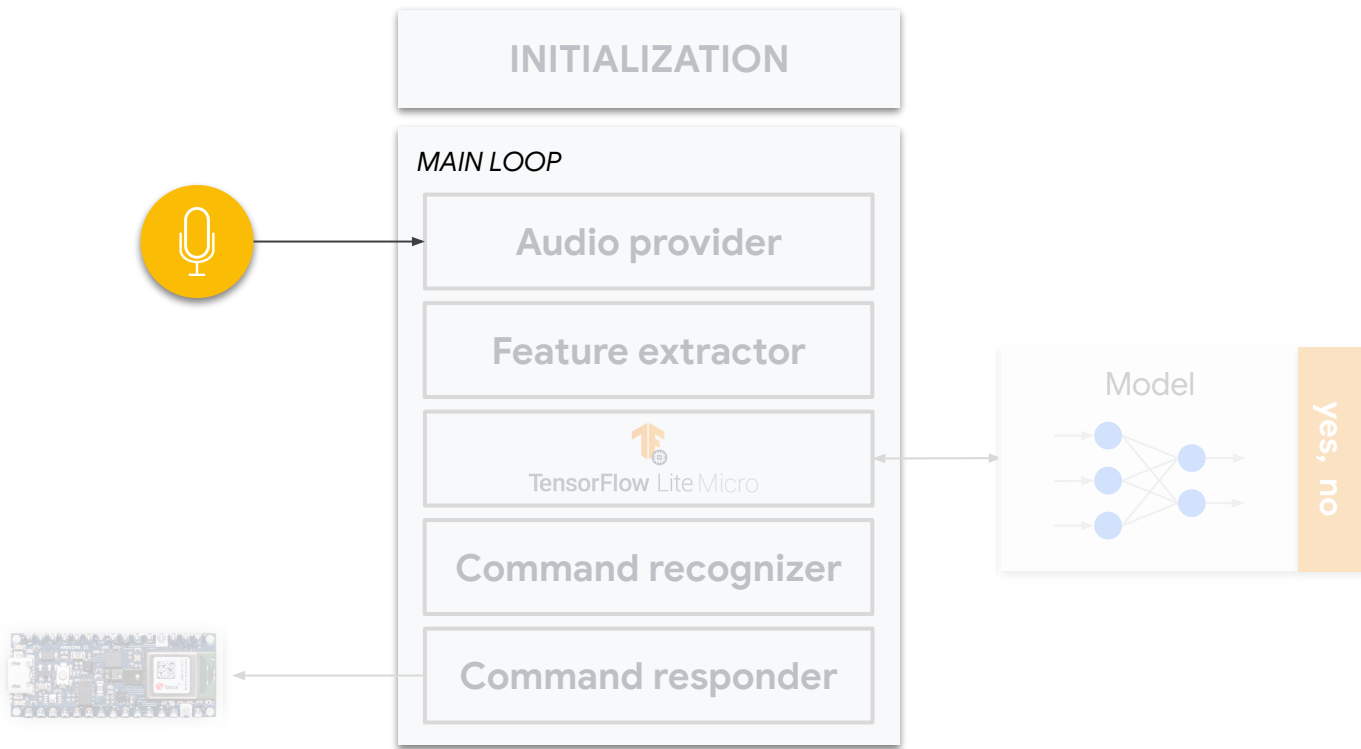 INITIALIZATION
MAIN LOOP
Audio provider
Feature extractor
TensorFlow Lite Micro
Command recognizer
Command responder
Model
yes, no